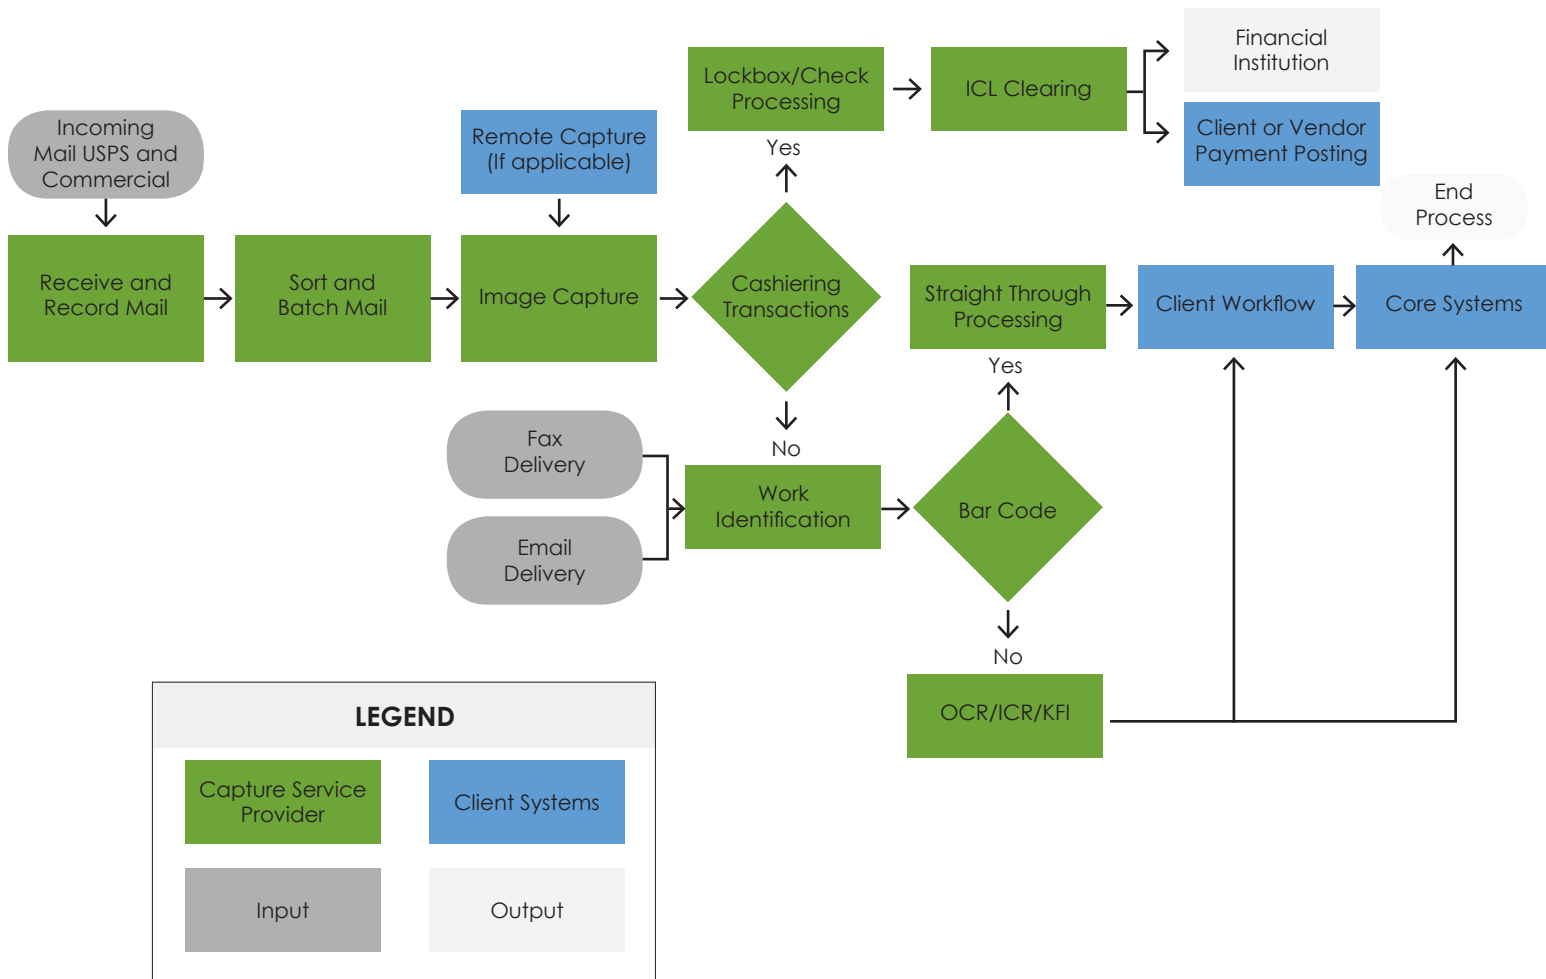 Incoming
Mail USPS and
Commercial
Receive and
Record Mail
Sort and
Batch Mail
Remote Capture
(If applicable)
Image Capture
Cashiering
Transactions
Yes
Lockbox/Check
Processing
ICL Clearing
Financial
Institution
Client or Vendor
Payment Posting
No
Fax
Delivery
Email
Delivery
Work
Identification
Bar Code
Yes
Straight Through
Processing
Client Workflow
Core Systems
End
Process
No
OCR/ICR/KFI
LEGEND
Capture Service
Provider
Client Systems
Input
Output